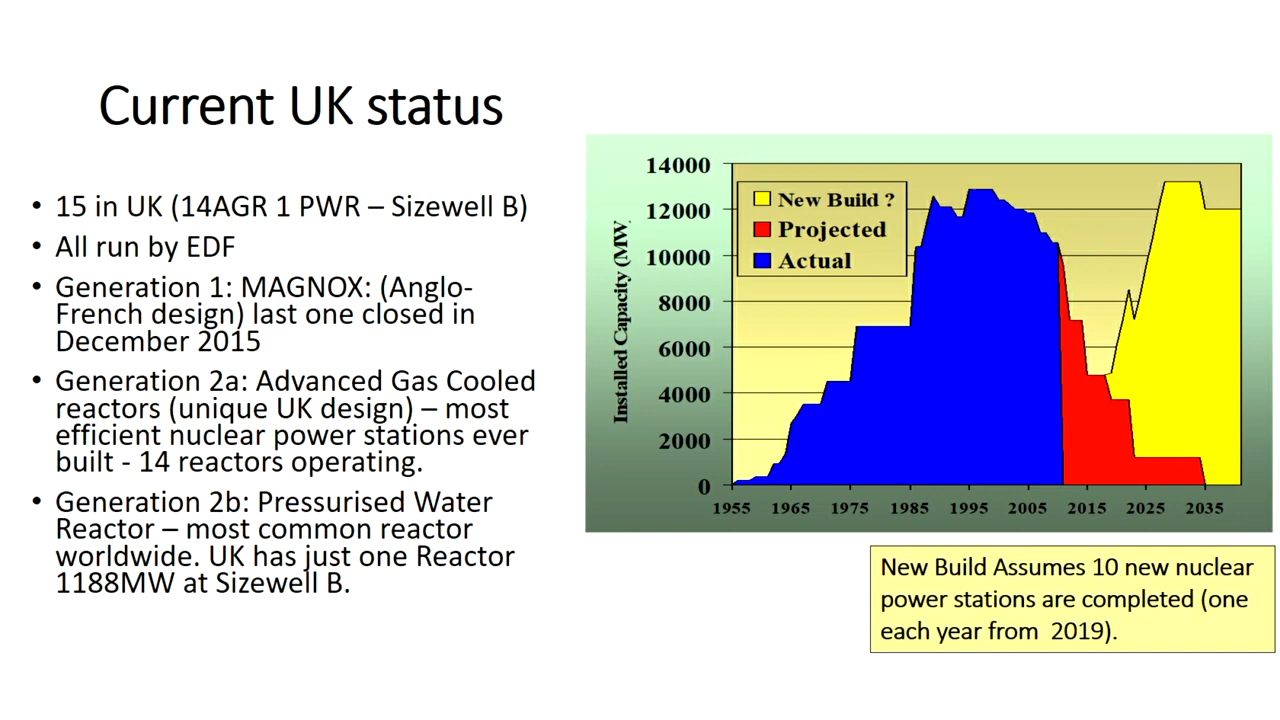 Current UK status
• 15 in UK (14AGR 1 PWR – Sizewell B)
• All run by EDF
• Generation 1: MAGNOX: (Anglo-
French design) last one closed in
December 2015
• Generation 2a: Advanced Gas Cooled
reactors (unique UK design) – most
efficient nuclear power stations ever
built - 14 reactors operating.
• Generation 2b: Pressurised Water
Reactor – most common reactor
worldwide. UK has just one Reactor
1188MW at Sizewell B.
Installed Capacity (MW
14000
12000
10000
8000
6000
4000
2000
0
New Build ?
Projected
Actual
1955 1965 1975 1985 1995 2005 2015 2025 2035
New Build Assumes 10 new nuclear
power stations are completed (one
each year from 2019).